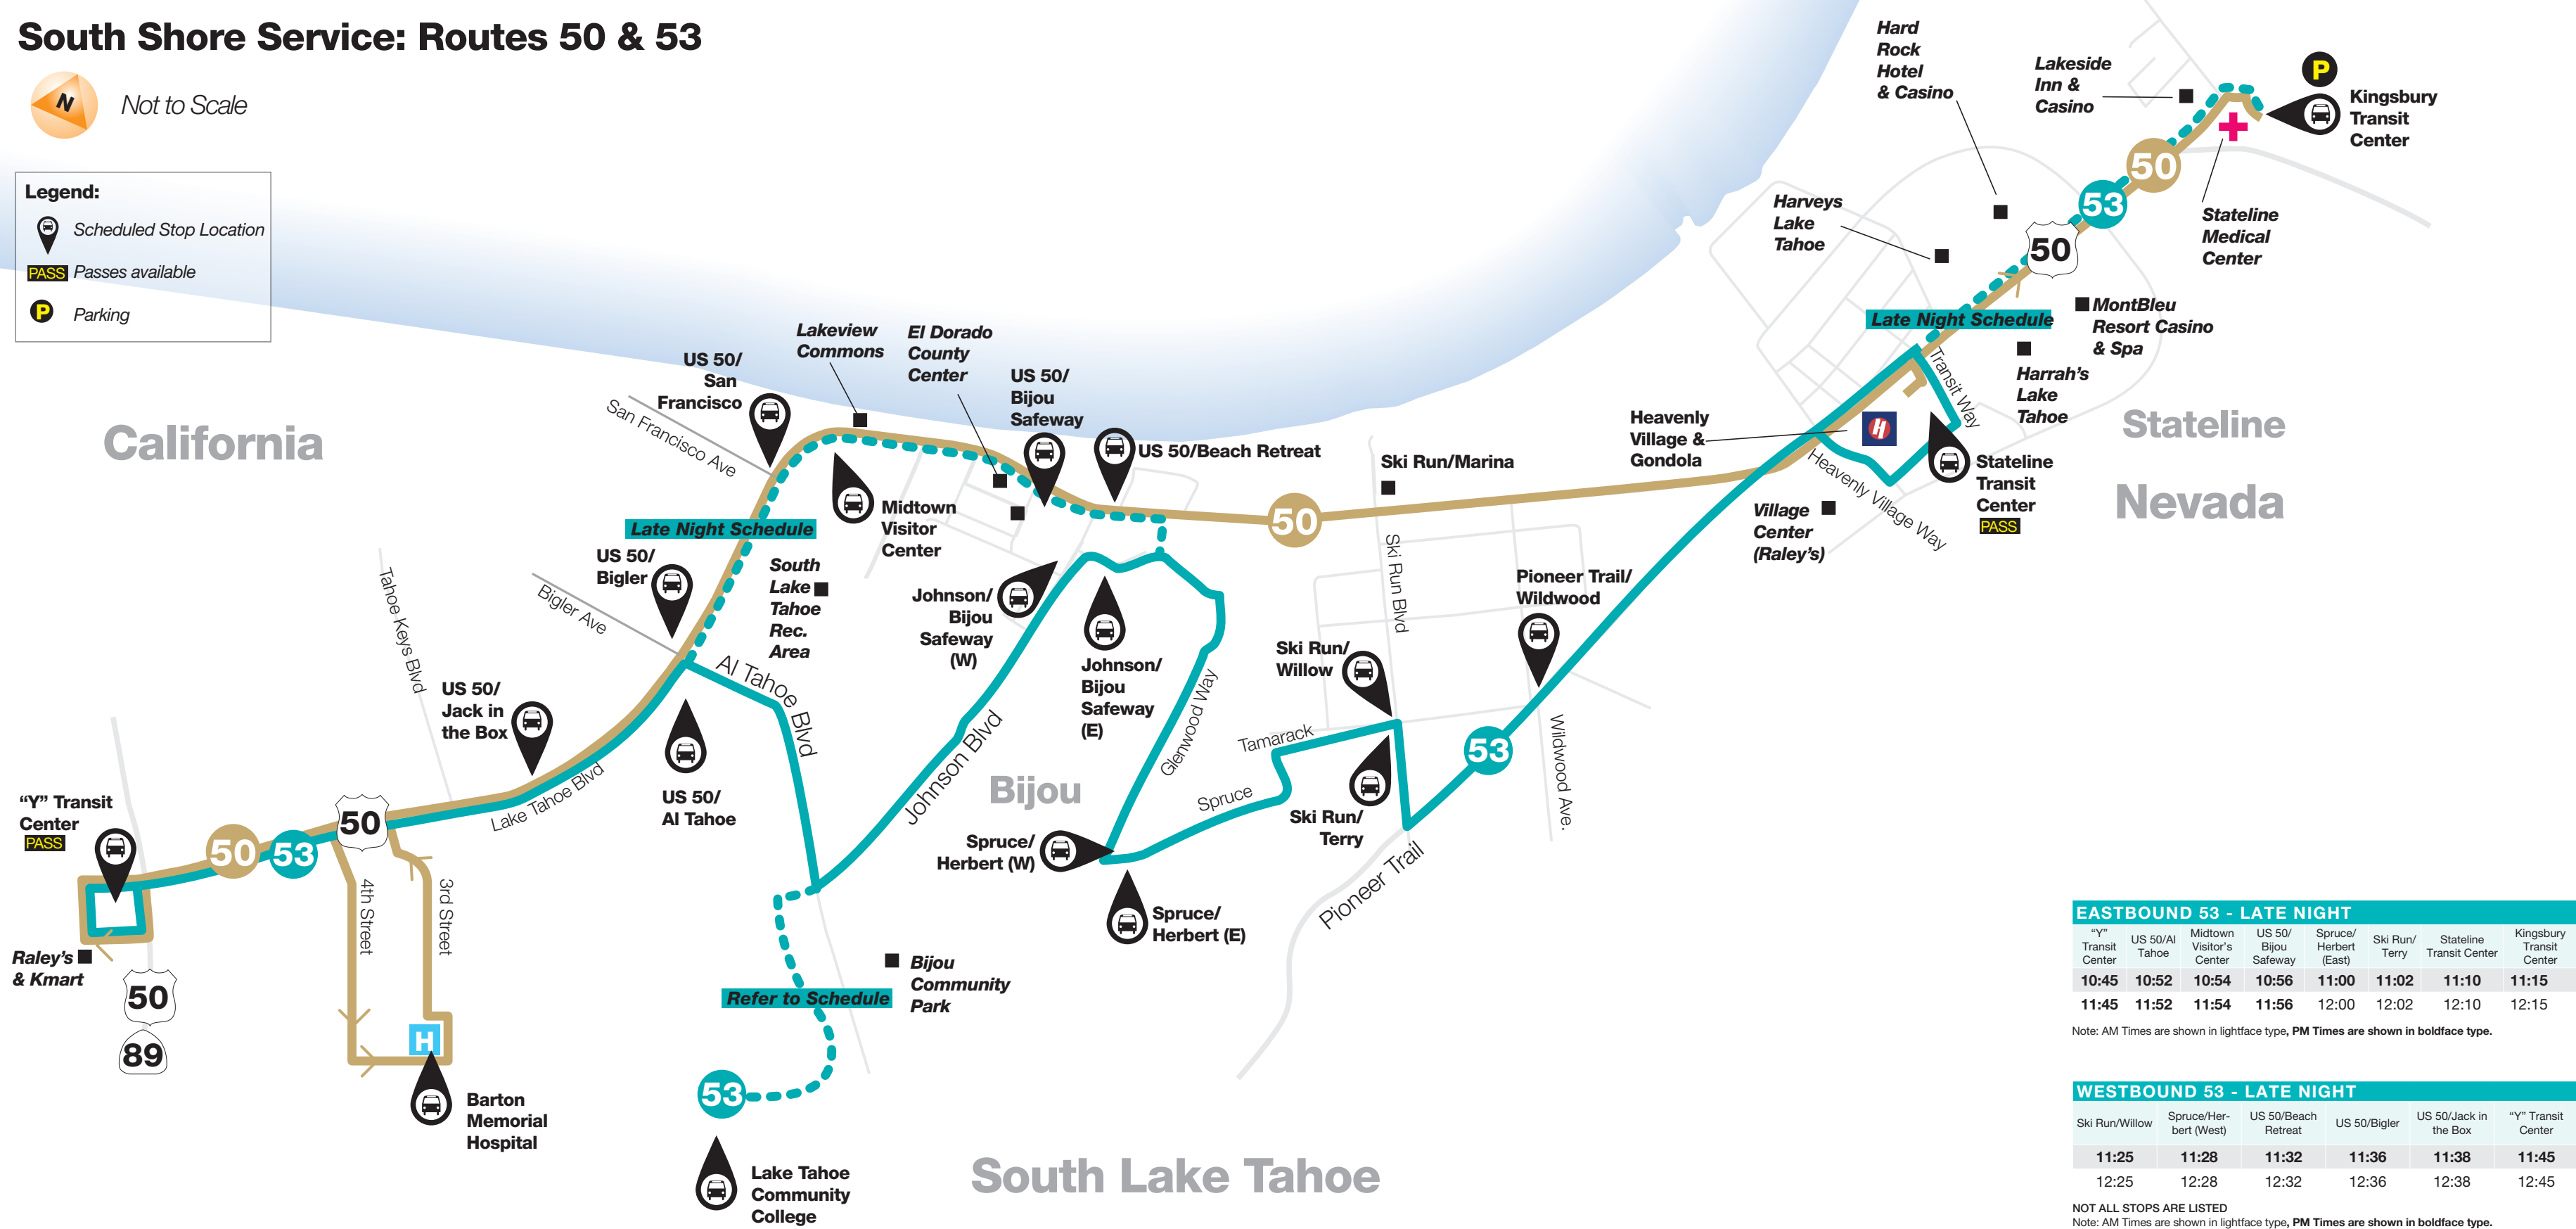 South Shore Service: Routes 50 & 53
N
Not to Scale
Legend:
Scheduled Stop Location
PASS Passes available
P Parking
California
Stateline
Nevada
Bijou
South Lake Tahoe
Hard
Rock
Hotel
& Casino
Lakeside
Inn &
Casino
P
Kingsbury
Transit
Center
50
53
50
Stateline
Medical
Center
Harveys
Lake
Tahoe
Late Night Schedule
MontBleu
Resort Casino
& Spa
Harrah’s
Lake
Tahoe
Transit Way
Heavenly
Village &
Gondola
H
Stateline
Transit
Center
PASS
Heavenly Village Way
Village
Center
(Raley’s)
Lakeview
Commons
El Dorado
County
Center
US 50/
San
Francisco
US 50/
Bijou
Safeway
US 50/Beach Retreat
San Francisco Ave
Ski Run/Marina
50
Midtown
Visitor
Center
Late Night Schedule
US 50/
Bigler
Bigler Ave
South
Lake
Tahoe
Rec.
Area
Johnson/
Bijou
Safeway
(W)
Johnson/
Bijou
Safeway
(E)
Ski Run Blvd
Pioneer Trail/
Wildwood
Ski Run/
Willow
Tahoe Keys Blvd
US 50/
Jack in
the Box
Al Tahoe Blvd
US 50/
Al Tahoe
Johnson Blvd
Glenwood Way
Tamarack
Spruce
Ski Run/
Terry
53
Wildwood Ave.
Pioneer Trail
Lake Tahoe Blvd
“Y” Transit
Center
PASS
50
53
50
4th Street
3rd Street
Spruce/
Herbert (W)
Spruce/
Herbert (E)
Raley’s
& Kmart
50
89
H
Barton
Memorial
Hospital
Refer to Schedule
Bijou
Community
Park
53
Lake Tahoe
Community
College
EASTBOUND 53 - LATE NIGHT
“Y” Transit Center US 50/Al Tahoe Midtown Visitor’s Center US 50/ Bijou Safeway Spruce/ Herbert (East) Ski Run/ Terry Stateline Transit Center Kingsbury Transit Center
10:45 10:52 10:54 10:56 11:00 11:02 11:10 11:15
11:45 11:52 11:54 11:56 12:00 12:02 12:10 12:15
Note: AM Times are shown in lightface type, PM Times are shown in boldface type.
WESTBOUND 53 - LATE NIGHT
Ski Run/Willow Spruce/Her-bert (West) US 50/Beach Retreat US 50/Bigler US 50/Jack in the Box “Y” Transit Center
11:25 11:28 11:32 11:36 11:38 11:45
12:25 12:28 12:32 12:36 12:38 12:45
NOT ALL STOPS ARE LISTED
Note: AM Times are shown in lightface type, PM Times are shown in boldface type.